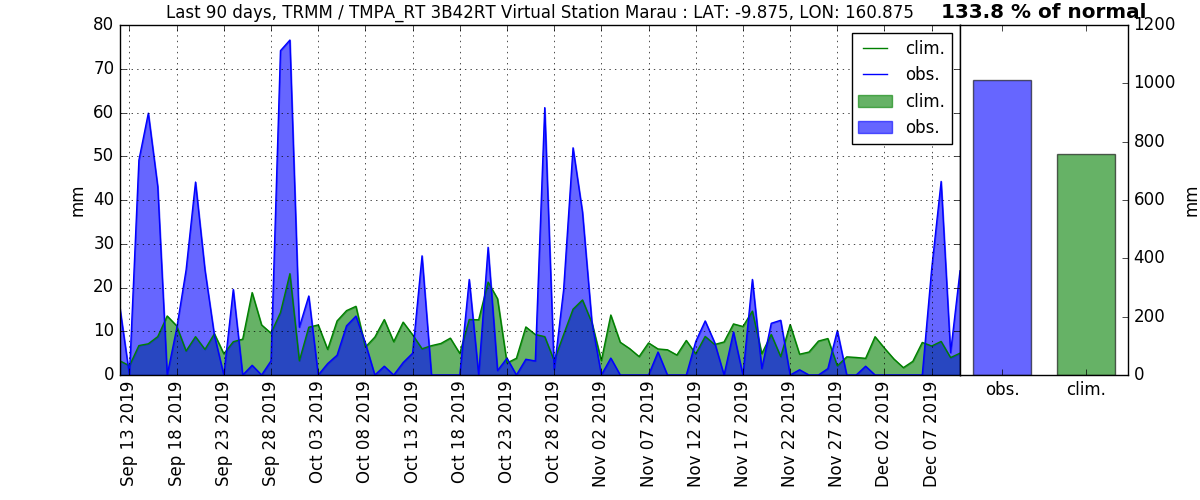 Last 90 days, TRMM / TMPA_RT 3B42RT Virtual Station Marau : LAT: -9.875, LON: 160.875
133.8 % of normal
80
70
60
50
40
30
20
10
0
mm
clim.
obs.
clim.
obs.
1200
1000
800
600
400
200
0
mm
Sep 13 2019
Sep 18 2019
Sep 23 2019
Sep 28 2019
Oct 03 2019
Oct 08 2019
Oct 13 2019
Oct 18 2019
Oct 23 2019
Oct 28 2019
Nov 02 2019
Nov 07 2019
Nov 12 2019
Nov 17 2019
Nov 22 2019
Nov 27 2019
Dec 02 2019
Dec 07 2019
obs.
clim.